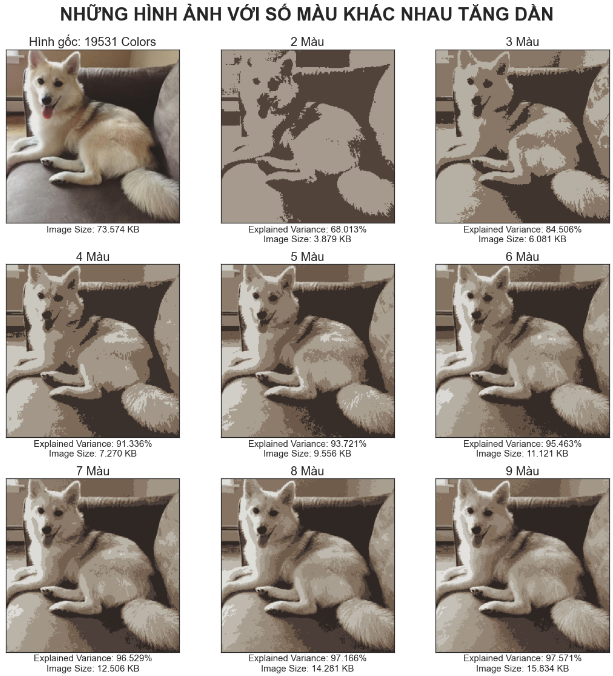 NHỮNG HÌNH ẢNH VỚI SỐ MÀU KHÁC NHAU TĂNG DẦN
Hình gốc: 19531 Colors
Image Size: 73.574 KB
2 Màu
Explained Variance: 68.013%
Image Size: 3.879 KB
3 Màu
Explained Variance: 84.506%
Image Size: 6.081 KB
4 Màu
Explained Variance: 91.336%
Image Size: 7.270 KB
5 Màu
Explained Variance: 93.721%
Image Size: 9.556 KB
6 Màu
Explained Variance: 95.463%
Image Size: 11.121 KB
7 Màu
Explained Variance: 96.529%
Image Size: 12.506 KB
8 Màu
Explained Variance: 97.166%
Image Size: 14.281 KB
9 Màu
Explained Variance: 97.571%
Image Size: 15.834 KB